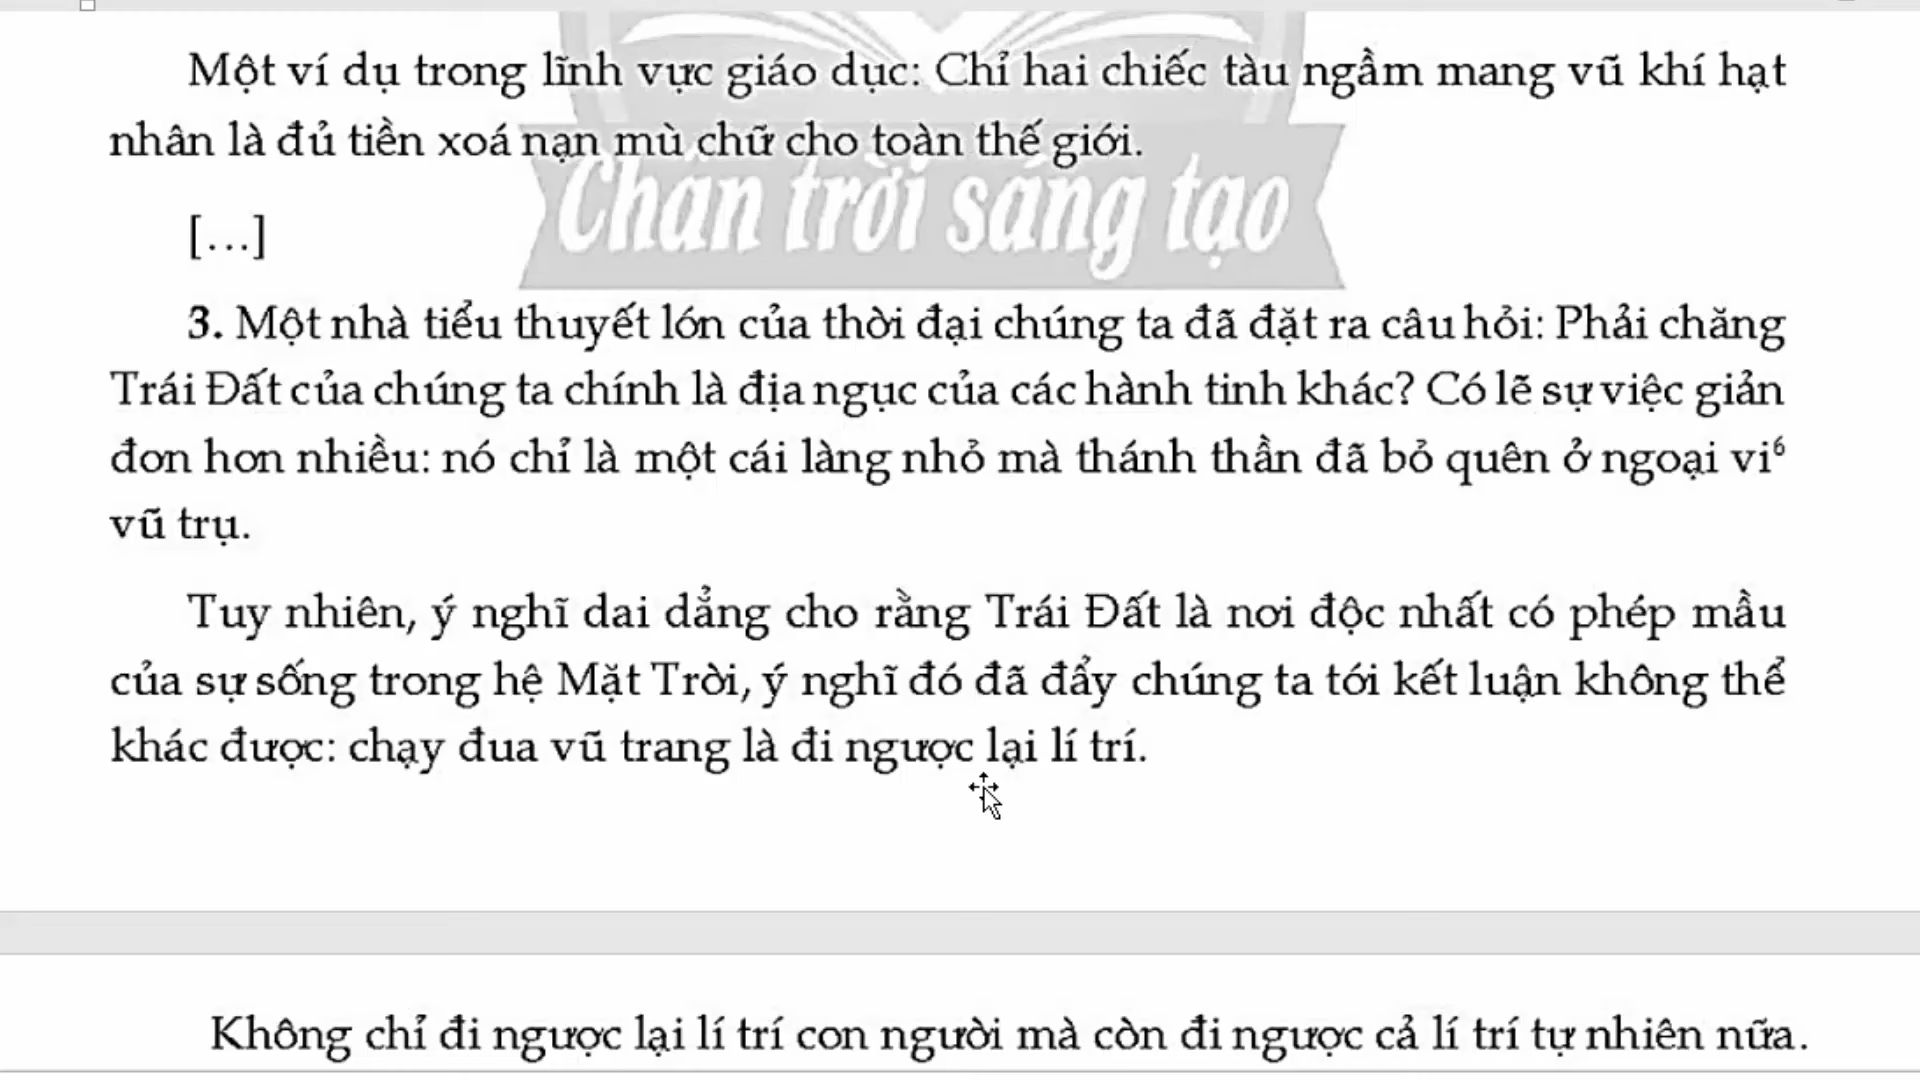 Một ví dụ trong lĩnh vực giáo dục: Chỉ hai chiếc tàu ngầm mang vũ khí hạt
nhân là đủ tiền xoá nạn mù chữ cho toàn thế giới.
Chân trời sáng tạo
[…]
3. Một nhà tiểu thuyết lớn của thời đại chúng ta đã đặt ra câu hỏi: Phải chăng
Trái Đất của chúng ta chính là địa ngục của các hành tinh khác? Có lẽ sự việc giản
đơn hơn nhiều: nó chỉ là một cái làng nhỏ mà thánh thần đã bỏ quên ở ngoại vi⁶
vũ trụ.
Tuy nhiên, ý nghĩ dai dẳng cho rằng Trái Đất là nơi độc nhất có phép mầu
của sự sống trong hệ Mặt Trời, ý nghĩ đó đã đẩy chúng ta tới kết luận không thể
khác được: chạy đua vũ trang là đi ngược lại lí trí.
Không chỉ đi ngược lại lí trí con người mà còn đi ngược cả lí trí tự nhiên nữa.